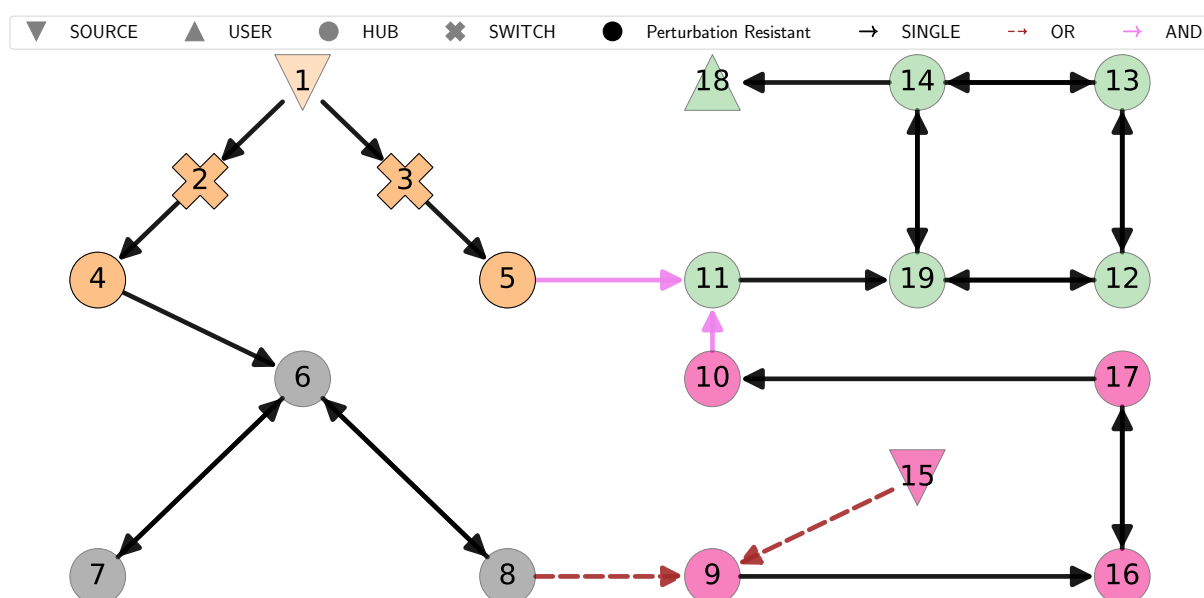 SOURCE USER HUB SWITCH Perturbation Resistant SINGLE OR AND
1 18 14 13
2 3
4 5 11 19 12
6 10 17
15
7 8 9 16